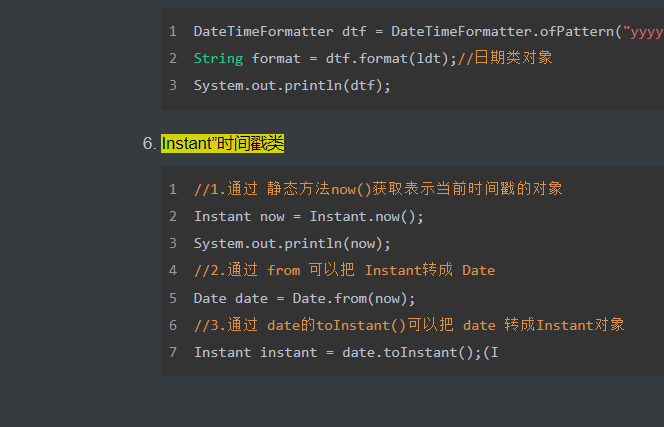 1 DateTimeFormatter dtf = DateTimeFormatter.ofPattern("yyyy
2 String format = dtf.format(ldt);//日期类对象
3 System.out.println(dtf);
6. Instant”时间戳类
1 //1.通过 静态方法now()获取表示当前时间戳的对象
2 Instant now = Instant.now();
3 System.out.println(now);
4 //2.通过 from 可以把 Instant转成 Date
5 Date date = Date.from(now);
6 //3.通过 date的toInstant()可以把 date 转成Instant对象
7 Instant instant = date.toInstant();(I